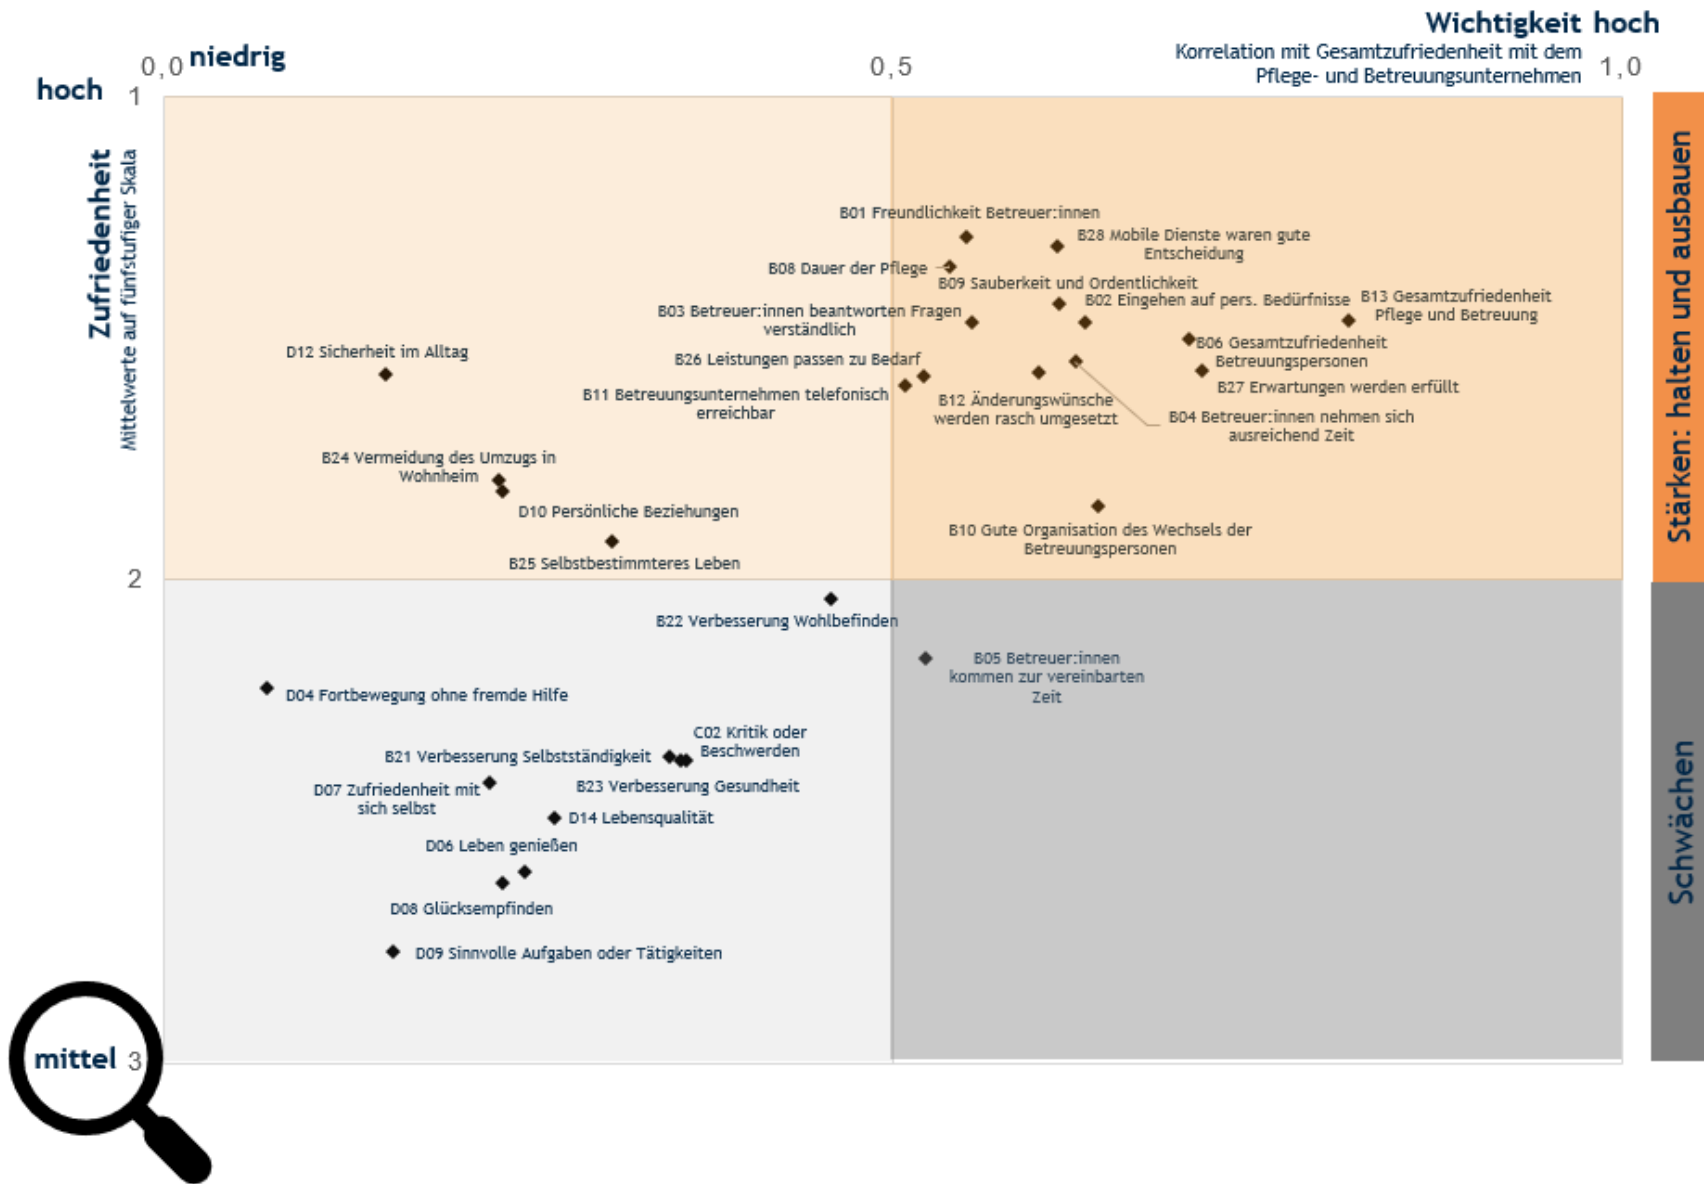 Wichtigkeit hoch
Korrelation mit Gesamtzufriedenheit mit dem
Pflege- und Betreuungsunternehmen
0,0 niedrig
0,5
1,0
hoch
1
Zufriedenheit
Mittelwerte auf fünfstufiger Skala
B01 Freundlichkeit Betreuer:innen
B28 Mobile Dienste waren gute
Entscheidung
B08 Dauer der Pflege
B09 Sauberkeit und Ordentlichkeit
B02 Eingehen auf pers. Bedürfnisse
B13 Gesamtzufriedenheit
Pflege und Betreuung
B03 Betreuer:innen beantworten Fragen
verständlich
B06 Gesamtzufriedenheit
Betreuungspersonen
D12 Sicherheit im Alltag
B26 Leistungen passen zu Bedarf
B27 Erwartungen werden erfüllt
B11 Betreuungsunternehmen telefonisch
erreichbar
B12 Änderungswünsche
werden rasch umgesetzt
B04 Betreuer:innen nehmen sich
ausreichend Zeit
B24 Vermeidung des Umzugs in
Wohnheim
D10 Persönliche Beziehungen
B10 Gute Organisation des Wechsels der
Betreuungspersonen
B25 Selbstbestimmteres Leben
Stärken: halten und ausbauen
2
B22 Verbesserung Wohlbefinden
B05 Betreuer:innen
kommen zur vereinbarten
Zeit
D04 Fortbewegung ohne fremde Hilfe
C02 Kritik oder
Beschwerden
B21 Verbesserung Selbstständigkeit
B23 Verbesserung Gesundheit
D07 Zufriedenheit mit
sich selbst
D14 Lebensqualität
D06 Leben genießen
D08 Glücksempfinden
D09 Sinnvolle Aufgaben oder Tätigkeiten
Schwächen
mittel 3